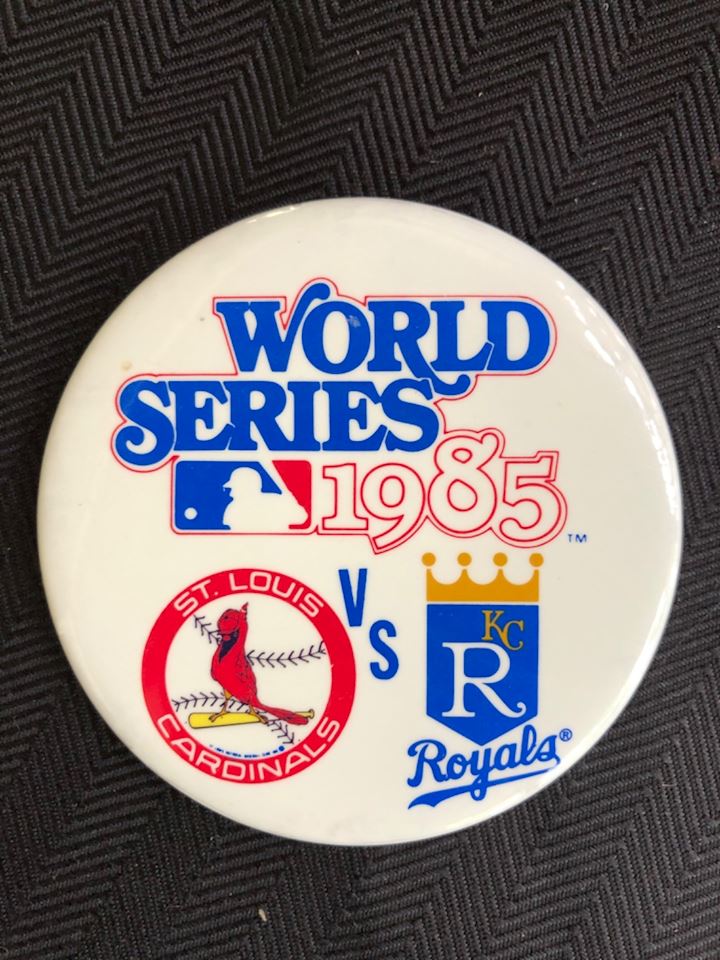 WORLD
SERIES
1985 ™
ST. LOUIS
CARDINALS
VS
KC
R
Royals®